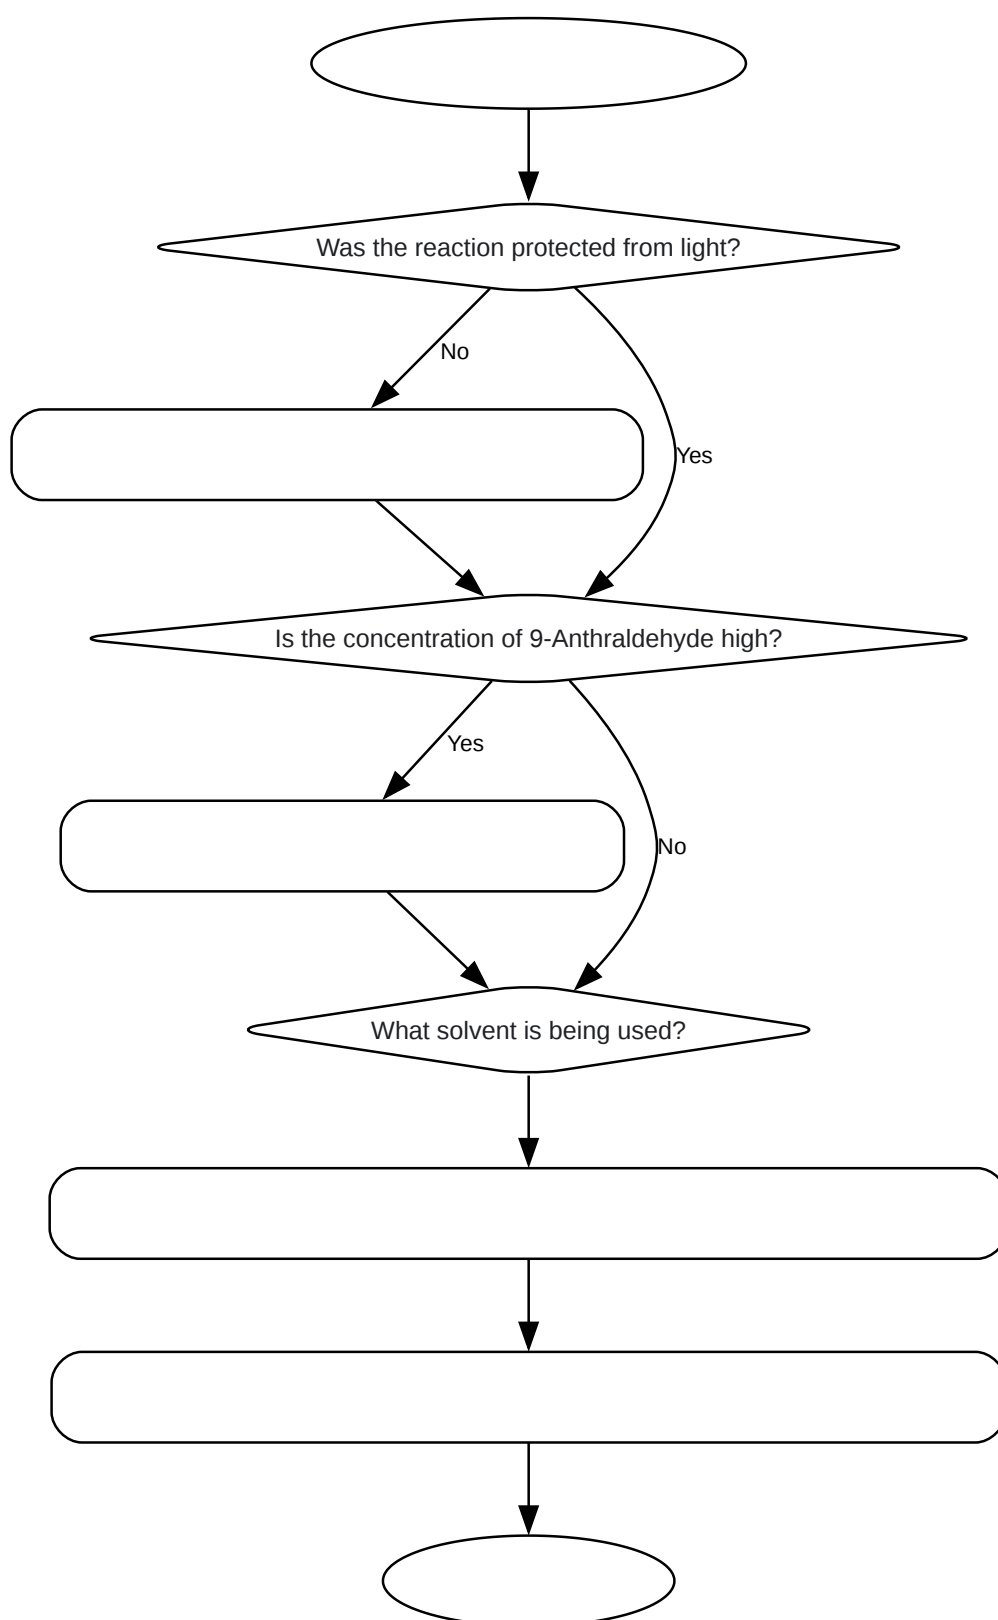 Was the reaction protected from light?
No
Yes
Is the concentration of 9-Anthraldehyde high?
Yes
No
What solvent is being used?